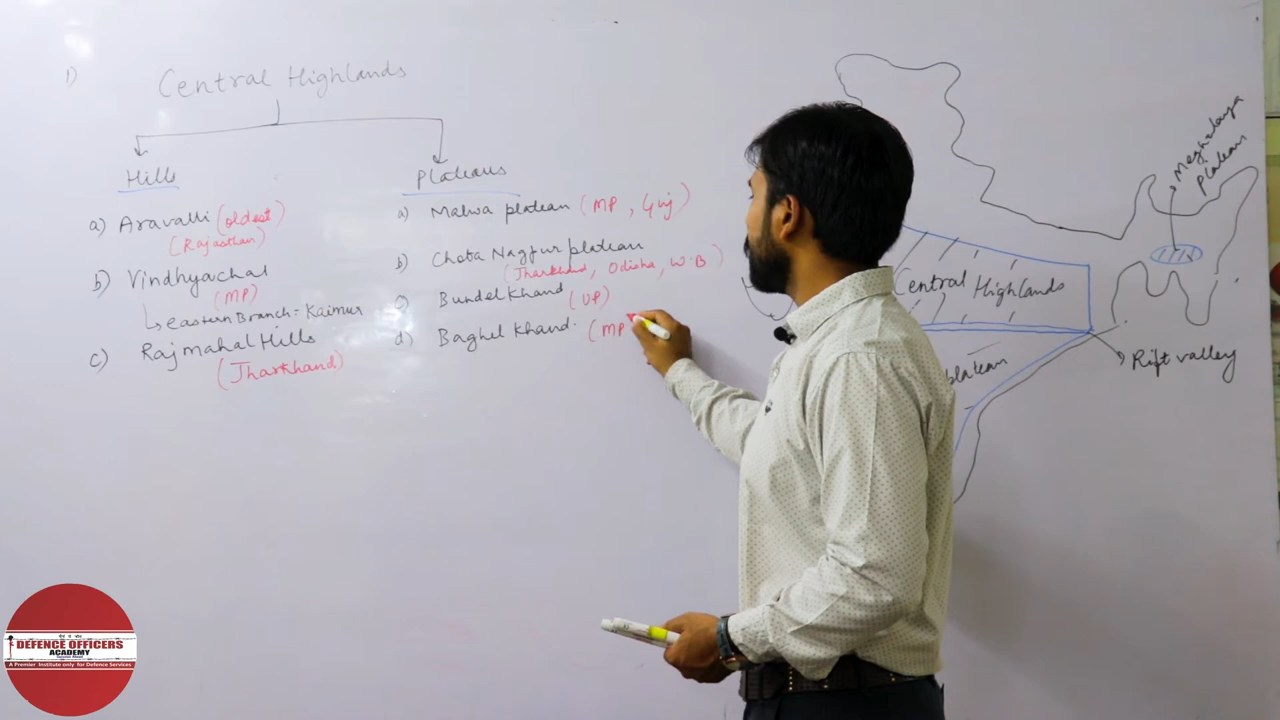 1) Central Highlands
Hills
a) Aravalli (oldest)
(Rajasthan)
b) Vindhyachal
(MP)
eastern Branch - Kaimur
c) Rajmahal Hills
(Jharkhand)
Plateaus
a) Malwa plateau (MP, Guj)
b) Chota Nagpur plateau
(Jharkhand, Odisha, W.B)
c) Bundel Khand (UP)
d) Baghel Khand. (MP
Meghalaya
Plateau
Central Highlands
plateau
Rift valley
DEFENCE OFFICERS
ACADEMY
A Premier Institute only for Defence Services